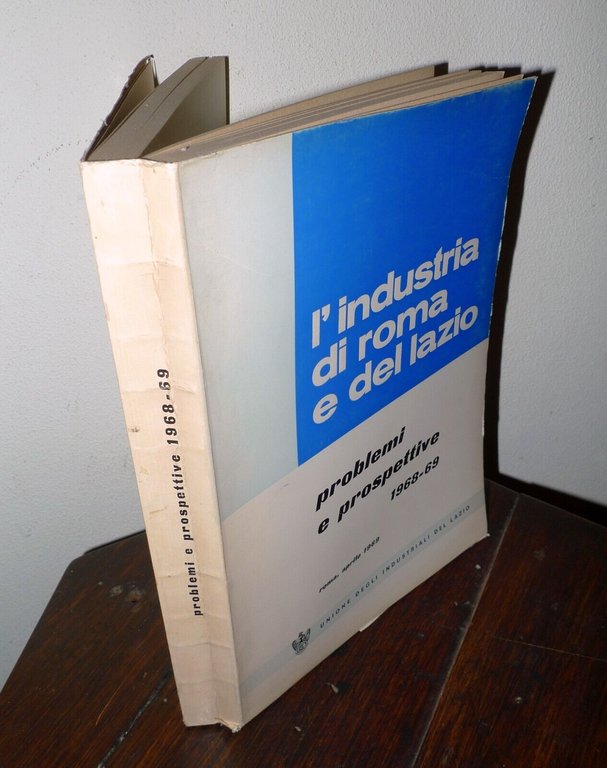 problemi e prospettive 1968-69
l'industria
di roma
e del lazio
problemi
e prospettive
1968-69
roma, aprile 1969
UNIONE DEGLI INDUSTRIALI DEL LAZIO